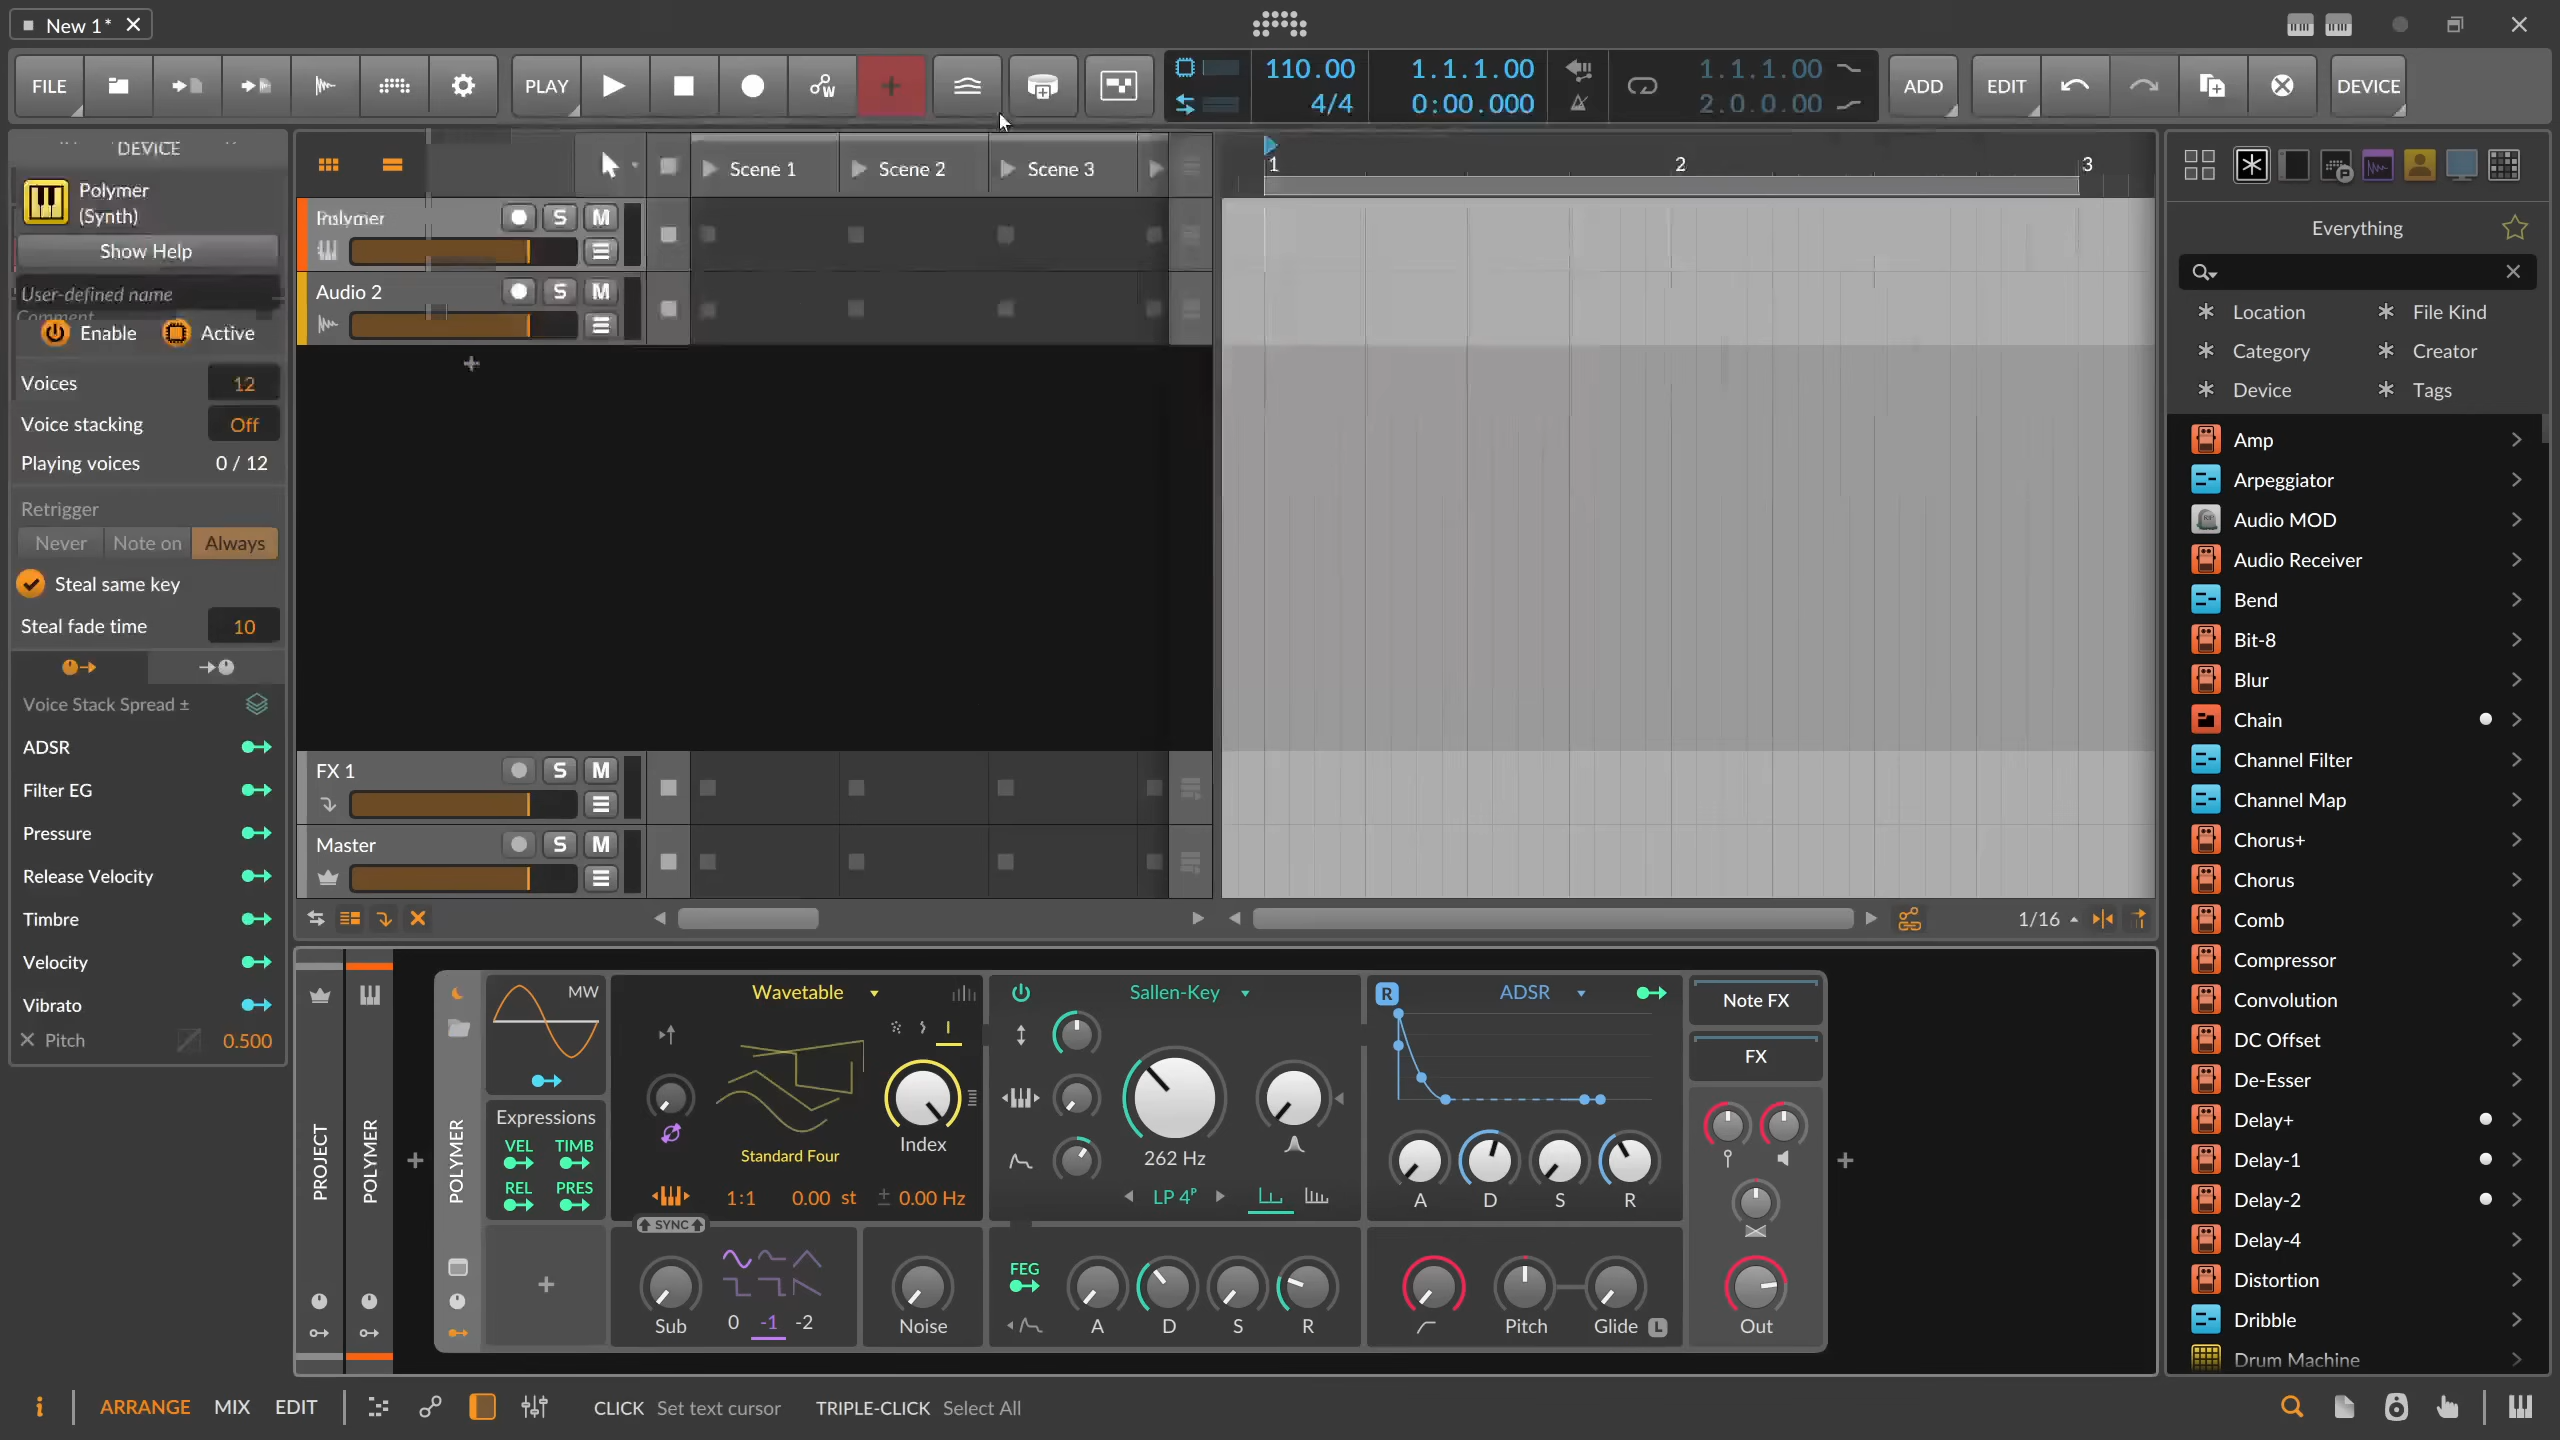 New 1*
FILE
PLAY
110.00
4/4
1.1.1.00
0:00.000
1.1.1.00
2.0.0.00
ADD
EDIT
DEVICE
DEVICE
Polymer
(Synth)
Show Help
User-defined name
Comment
Enable
Active
Voices 12
Voice stacking Off
Playing voices 0 / 12
Retrigger
Never Note on Always
Steal same key
Steal fade time 10
Voice Stack Spread ±
ADSR
Filter EG
Pressure
Release Velocity
Timbre
Velocity
Vibrato
Pitch 0.500
Scene 1 Scene 2 Scene 3
Polymer
S M
Audio 2
S M
FX 1
S M
Master
S M
1 2 3
1/16
PROJECT
POLYMER
POLYMER
MW
Expressions
VEL TIMB
REL PRES
Wavetable
Standard Four
Index
1:1 0.00 st ± 0.00 Hz
SYNC
Sub
0 -1 -2
Noise
Sallen-Key
262 Hz
LP 4ᴾ
FEG
A D S R
R ADSR
A D S R
Pitch Glide L
Note FX
FX
Out
Everything
Location File Kind
Category Creator
Device Tags
Amp
Arpeggiator
Audio MOD
Audio Receiver
Bend
Bit-8
Blur
Chain
Channel Filter
Channel Map
Chorus+
Chorus
Comb
Compressor
Convolution
DC Offset
De-Esser
Delay+
Delay-1
Delay-2
Delay-4
Distortion
Dribble
Drum Machine
i ARRANGE MIX EDIT
CLICK Set text cursor TRIPLE-CLICK Select All